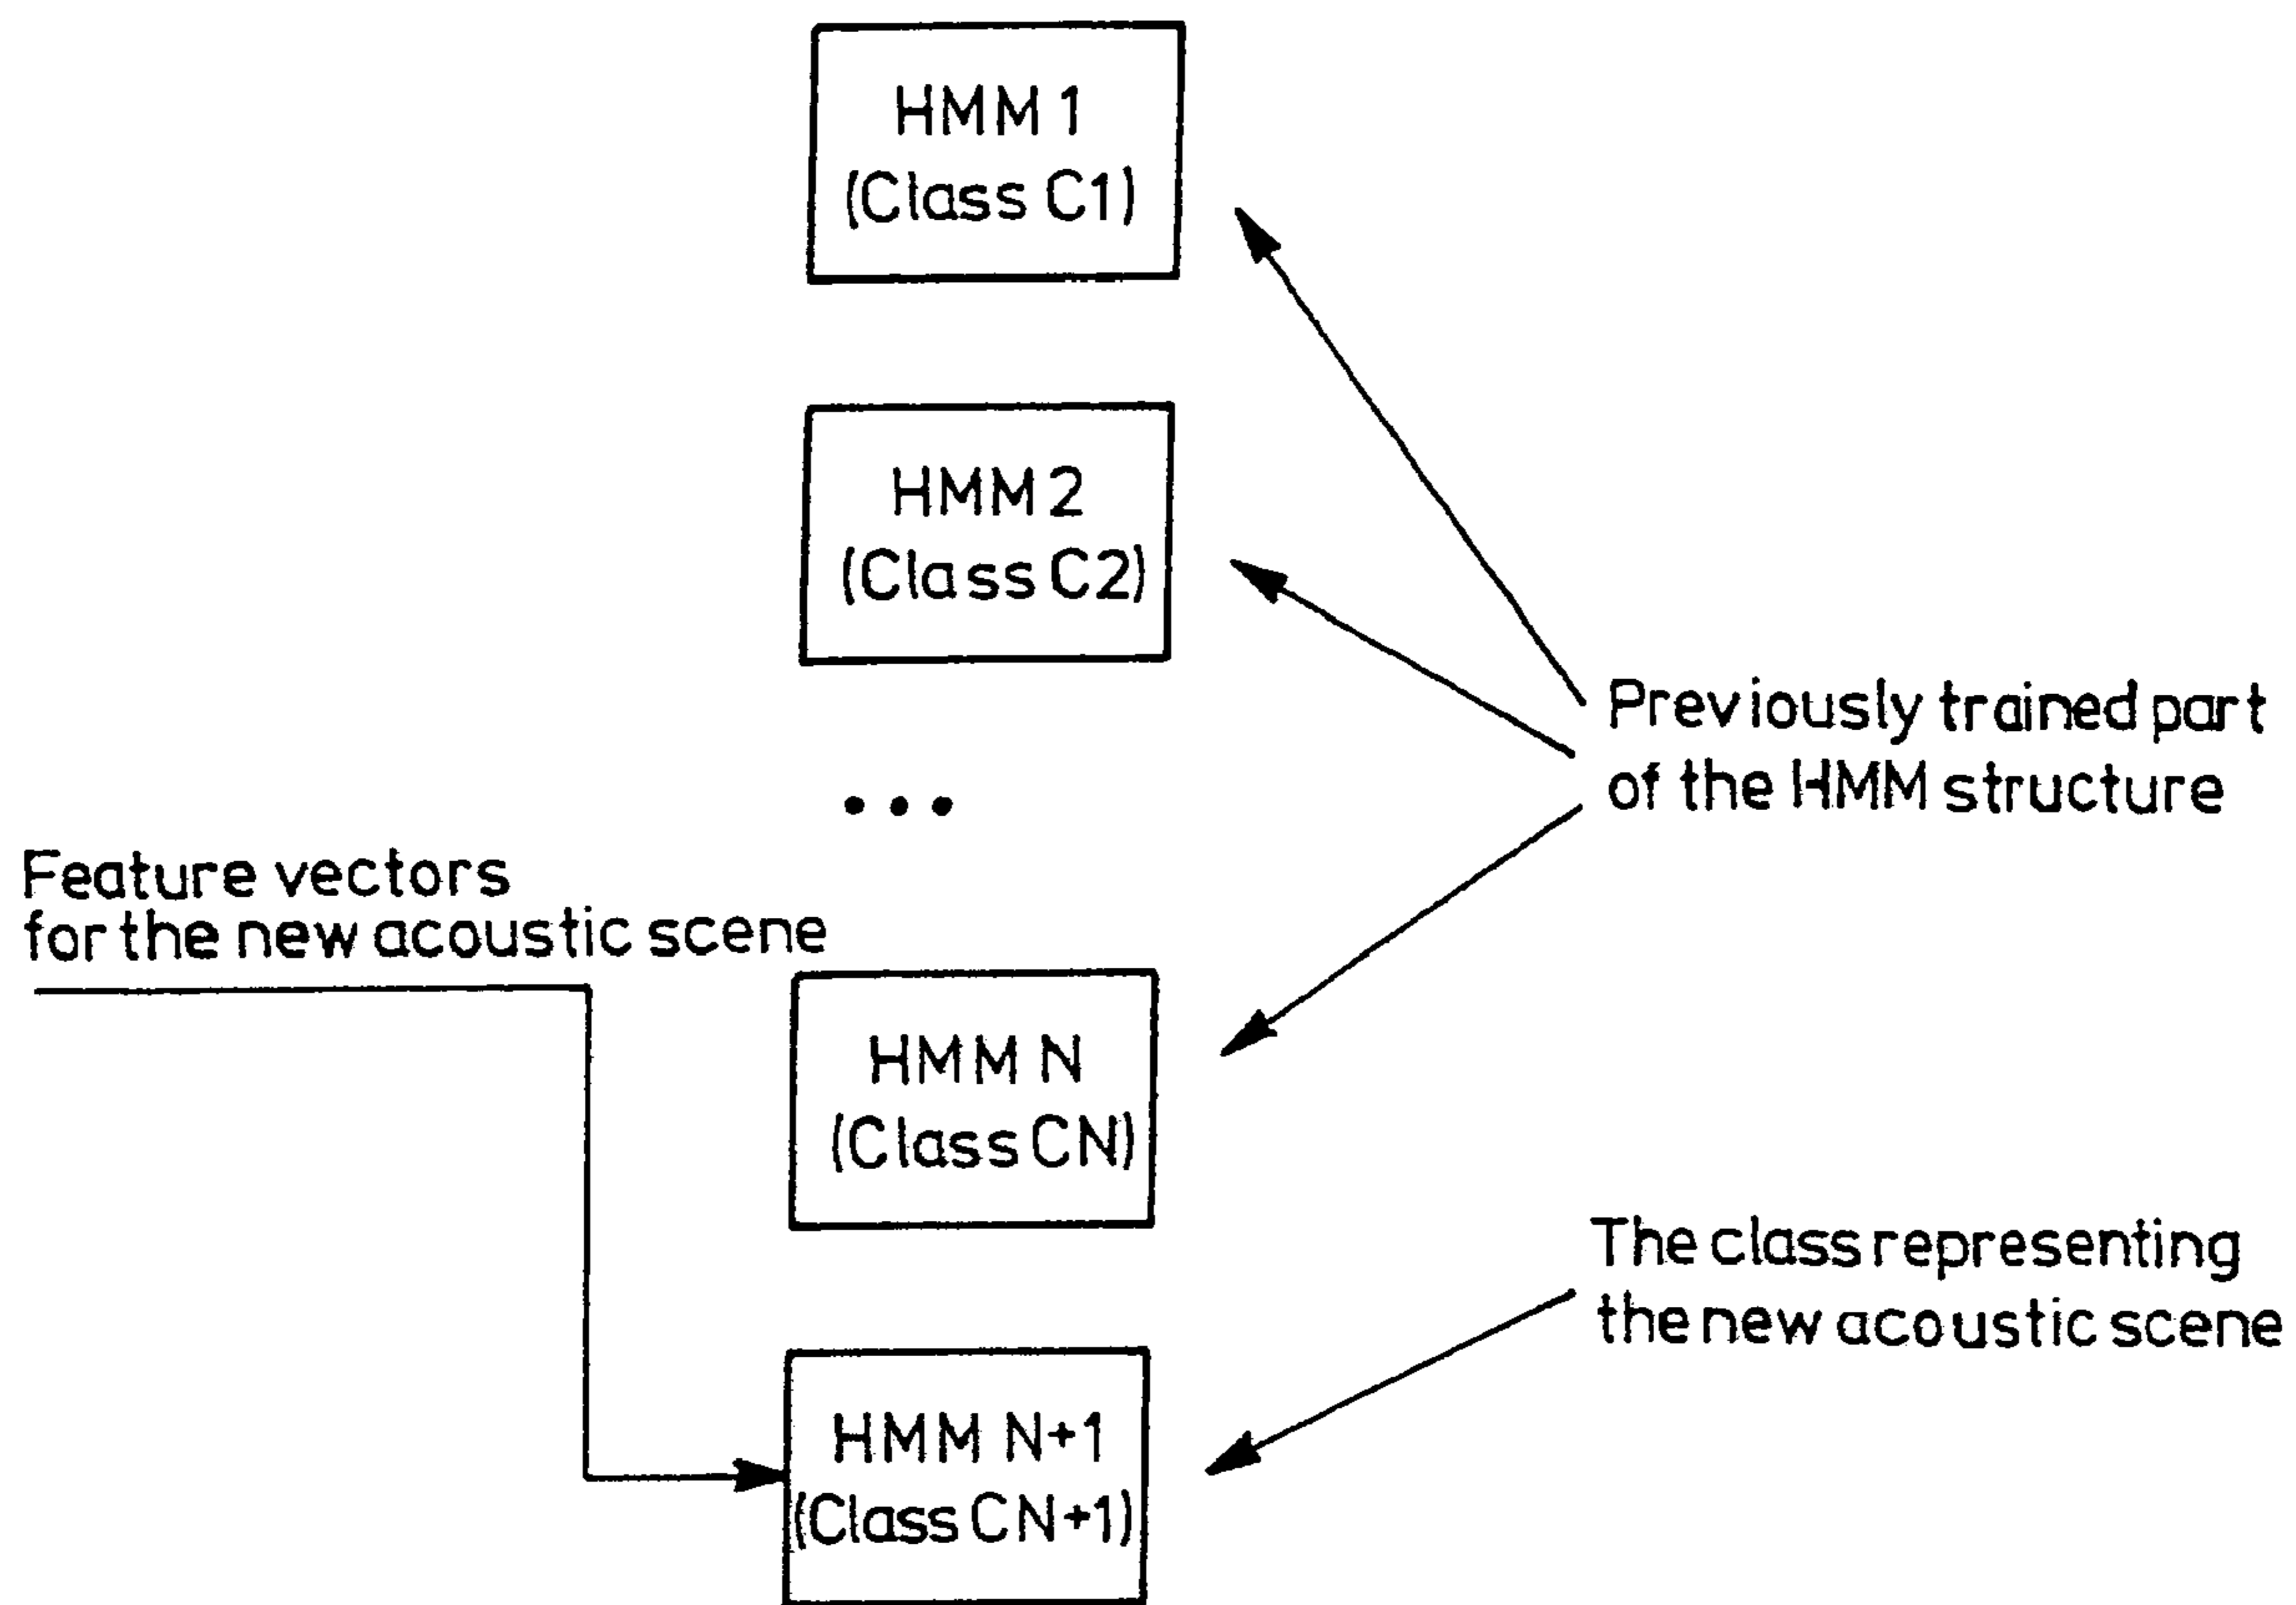 HMM 1
(Class C1)
HMM 2
(Class C2)
Previously trained part
of the HMM structure
...
Feature vectors
for the new acoustic scene
HMM N
(Class CN)
The class representing
the new acoustic scene
HMM N+1
(Class CN+1)